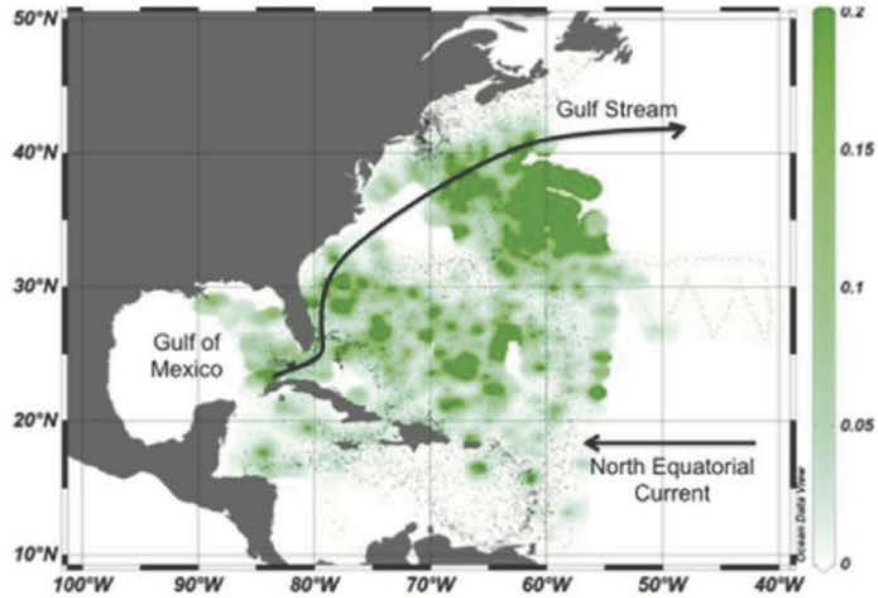 50°N
40°N
30°N
20°N
10°N
100°W 90°W 80°W 70°W 60°W 50°W 40°W
Gulf Stream
Gulf of
Mexico
North Equatorial
Current
Ocean Data View
0.2
0.15
0.1
0.05
0